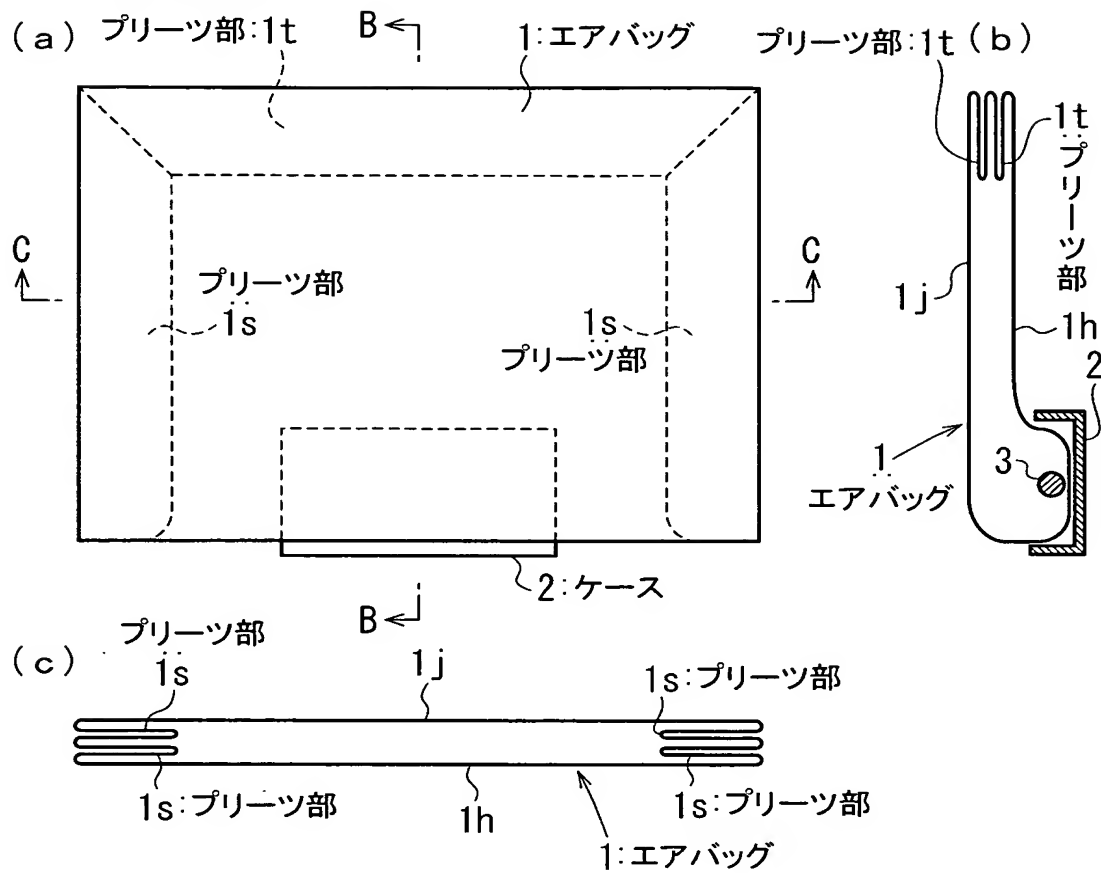 (a)
プリーツ部:1t
B
1:エアバッグ
プリーツ部:1t
(b)
1t:プリーツ部
C
C
プリーツ部:1s
1s:プリーツ部
1j
1h
2
3
1:エアバッグ
2:ケース
B
(c)
プリーツ部:1s
1j
1s:プリーツ部
1s:プリーツ部
1h
1s:プリーツ部
1:エアバッグ